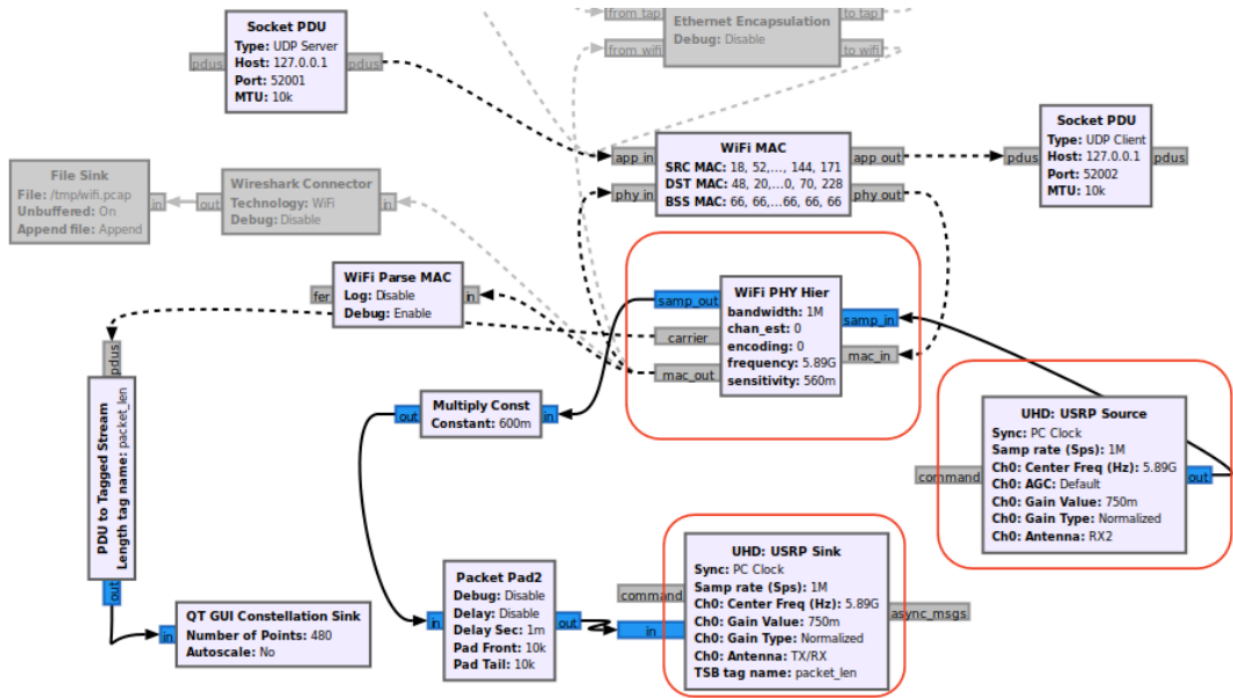 from tap
Ethernet Encapsulation
Debug: Disable
to tap
from wifi
to wifi
Socket PDU
Type: UDP Server
Host: 127.0.0.1
Port: 52001
MTU: 10k
pdus
pdus
Socket PDU
Type: UDP Client
Host: 127.0.0.1
Port: 52002
MTU: 10k
pdus
pdus
WiFi MAC
SRC MAC: 18, 52,..., 144, 171
DST MAC: 48, 20,...0, 70, 228
BSS MAC: 66, 66,...66, 66, 66
app in
phy in
app out
phy out
File Sink
File: /tmp/wifi.pcap
Unbuffered: On
Append file: Append
in
Wireshark Connector
Technology: WiFi
Debug: Disable
out
in
WiFi Parse MAC
Log: Disable
Debug: Enable
fer
in
WiFi PHY Hier
bandwidth: 1M
chan_est: 0
encoding: 0
frequency: 5.89G
sensitivity: 560m
samp_out
carrier
mac_out
samp_in
mac_in
Multiply Const
Constant: 600m
out
in
UHD: USRP Source
Sync: PC Clock
Samp rate (Sps): 1M
Ch0: Center Freq (Hz): 5.89G
Ch0: AGC: Default
Ch0: Gain Value: 750m
Ch0: Gain Type: Normalized
Ch0: Antenna: RX2
command
out
pdus
PDU to Tagged Stream
Length tag name: packet_len
out
QT GUI Constellation Sink
Number of Points: 480
Autoscale: No
in
Packet Pad2
Debug: Disable
Delay: Disable
Delay Sec: 1m
Pad Front: 10k
Pad Tail: 10k
in
out
UHD: USRP Sink
Sync: PC Clock
Samp rate (Sps): 1M
Ch0: Center Freq (Hz): 5.89G
Ch0: Gain Value: 750m
Ch0: Gain Type: Normalized
Ch0: Antenna: TX/RX
TSB tag name: packet_len
command
in
async_msgs